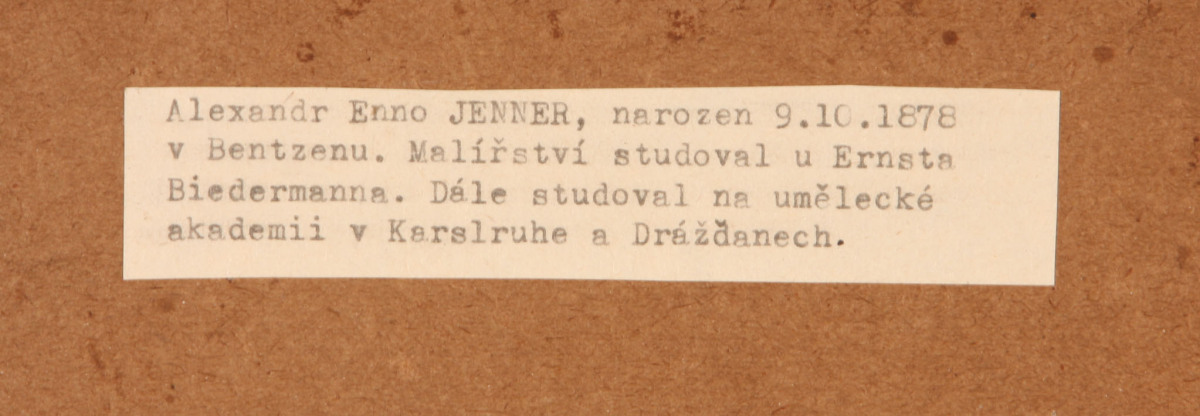 Alexandr Enno JENNER, narozen 9.10.1878
v Bentzenu. Malířství studoval u Ernsta
Biedermanna. Dále studoval na umělecké
akademii v Karslruhe a Drážďanech.